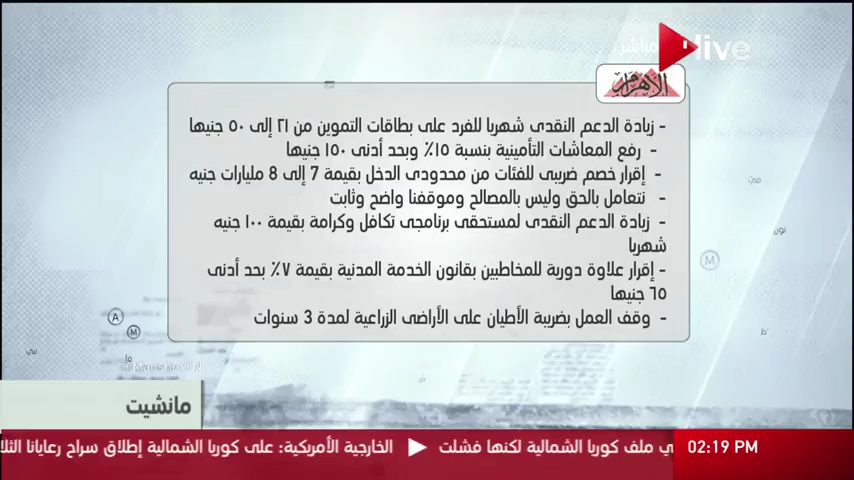 مباشر
live
الأهرام
- زيادة الدعم النقدى شهريا للفرد على بطاقات التموين من ٢١ إلى ٥٠ جنيها
- رفع المعاشات التأمينية بنسبة ١٥٪ وبحد أدنى ١٥٠ جنيها
- إقرار خصم ضريبى للفئات من محدودى الدخل بقيمة 7 إلى 8 مليارات جنيه
- نتعامل بالحق وليس بالمصالح وموقفنا واضح وثابت
- زيادة الدعم النقدى لمستحقى برنامجى تكافل وكرامة بقيمة ١٠٠ جنيه
شهريا
- إقرار علاوة دورية للمخاطبين بقانون الخدمة المدنية بقيمة ٧٪ بحد أدنى
٦٥ جنيها
- وقف العمل بضريبة الأطيان على الأراضى الزراعية لمدة 3 سنوات
نون
M
A
M
مانشيت
ي ملف كوريا الشمالية لكنها فشلت
الخارجية الأمريكية: على كوريا الشمالية إطلاق سراح رعايانا الثلا
02:19 PM